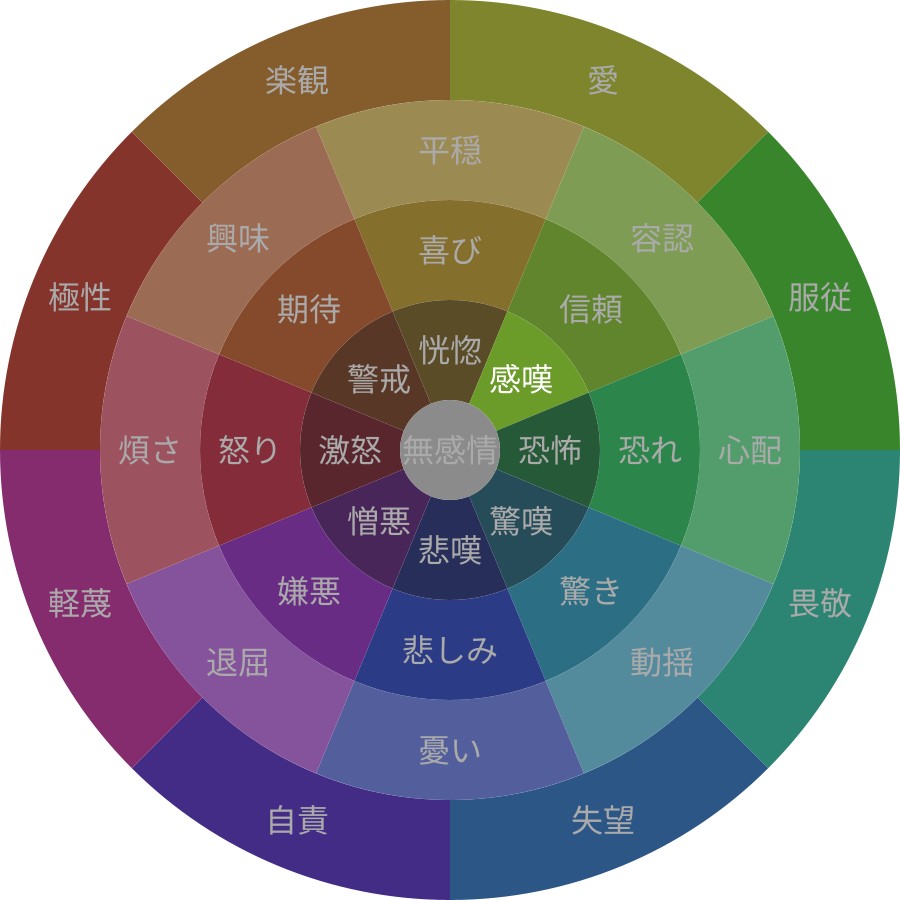 楽観
愛
平穏
興味
容認
喜び
極性
期待
信頼
服従
恍惚
警戒
感嘆
煩さ
怒り
激怒
無感情
恐怖
恐れ
心配
憎悪
驚嘆
悲嘆
軽蔑
嫌悪
驚き
畏敬
退屈
悲しみ
動揺
憂い
自責
失望